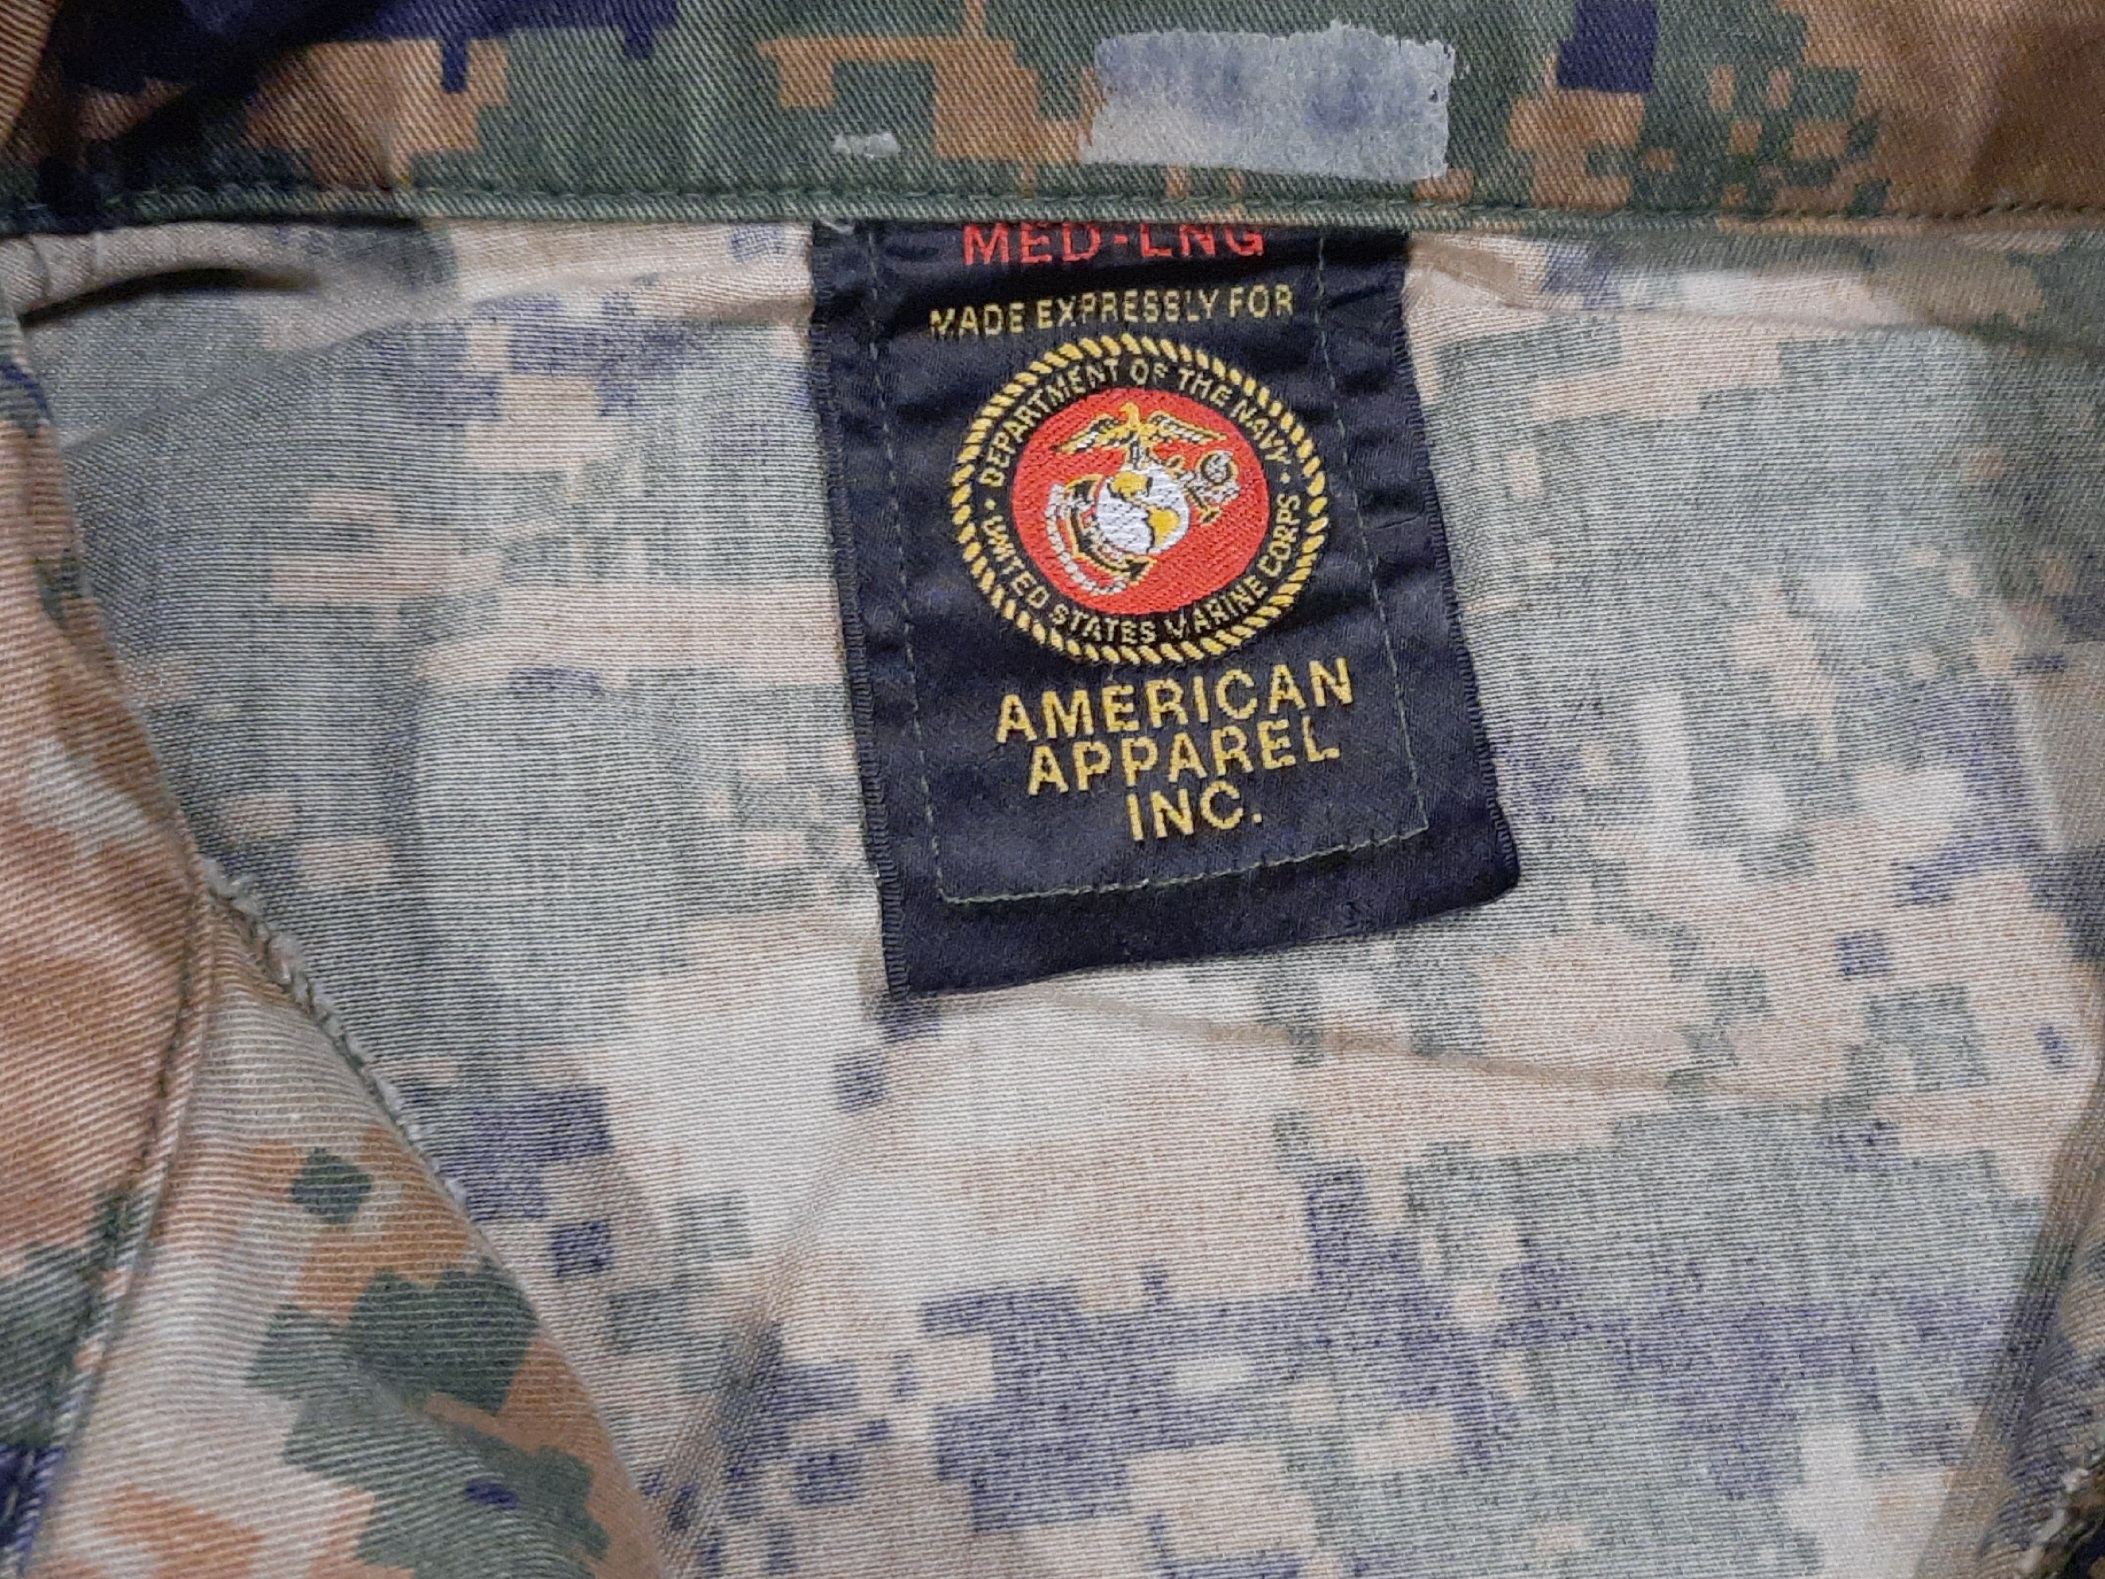 MED-LNG
MADE EXPRESSLY FOR
DEPARTMENT OF THE NAVY
UNITED STATES MARINE CORPS
AMERICAN
APPAREL
INC.